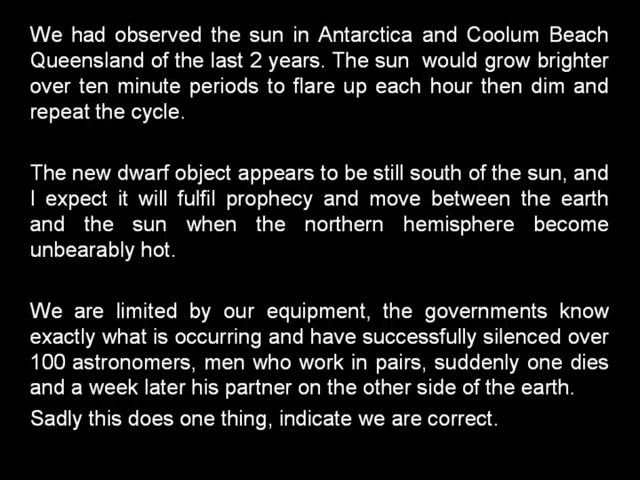 We had observed the sun in Antarctica and Coolum Beach
Queensland of the last 2 years. The sun would grow brighter
over ten minute periods to flare up each hour then dim and
repeat the cycle.
The new dwarf object appears to be still south of the sun, and
I expect it will fulfil prophecy and move between the earth
and the sun when the northern hemisphere become
unbearably hot.
We are limited by our equipment, the governments know
exactly what is occurring and have successfully silenced over
100 astronomers, men who work in pairs, suddenly one dies
and a week later his partner on the other side of the earth.
Sadly this does one thing, indicate we are correct.